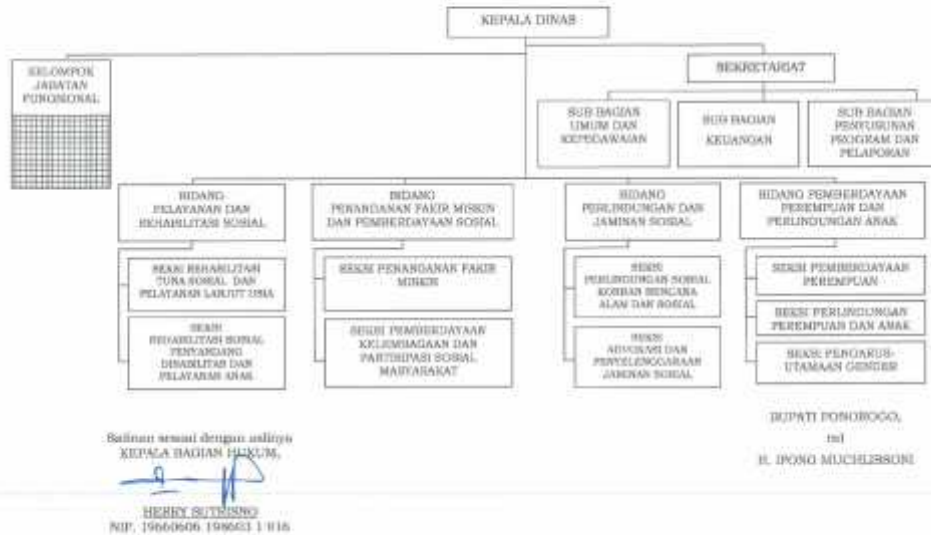 KEPALA DINAS
KELOMPOK
JABATAN
FUNGSIONAL
SEKRETARIAT
SUB BAGIAN
UMUM DAN
KEPEGAWAIAN
SUB BAGIAN
KEUANGAN
SUB BAGIAN
PENYUSUNAN
PROGRAM DAN
PELAPORAN
BIDANG
PELAYANAN DAN
REHABILITASI SOSIAL
SEKSI REHABILITASI
TUNA SOSIAL DAN
PELAYANAN LANJUT USIA
SEKSI
REHABILITASI SOSIAL
PENYANDANG
DISABILITAS DAN
PELAYANAN ANAK
BIDANG
PENANGANAN FAKIR MISKIN
DAN PEMBERDAYAAN SOSIAL
SEKSI PENANGANAN FAKIR
MISKIN
SEKSI PEMBERDAYAAN
KELEMBAGAAN DAN
PARTISIPASI SOSIAL
MASYARAKAT
BIDANG
PERLINDUNGAN DAN
JAMINAN SOSIAL
SEKSI
PERLINDUNGAN SOSIAL
KORBAN BENCANA
ALAM DAN SOSIAL
SEKSI
ADVOKASI DAN
PENYELENGGARAAN
JAMINAN SOSIAL
BIDANG PEMBERDAYAAN
PEREMPUAN DAN
PERLINDUNGAN ANAK
SEKSI PEMBERDAYAAN
PEREMPUAN
SEKSI PERLINDUNGAN
PEREMPUAN DAN ANAK
SEKSI PENGARUS-
UTAMAAN GENDER
BUPATI PONOROGO,
ttd
H. IPONG MUCHLISSONI
Salinan sesuai dengan aslinya
KEPALA BAGIAN HUKUM,
HERRY SUTRISNO
NIP. 19660606 198603 1 016